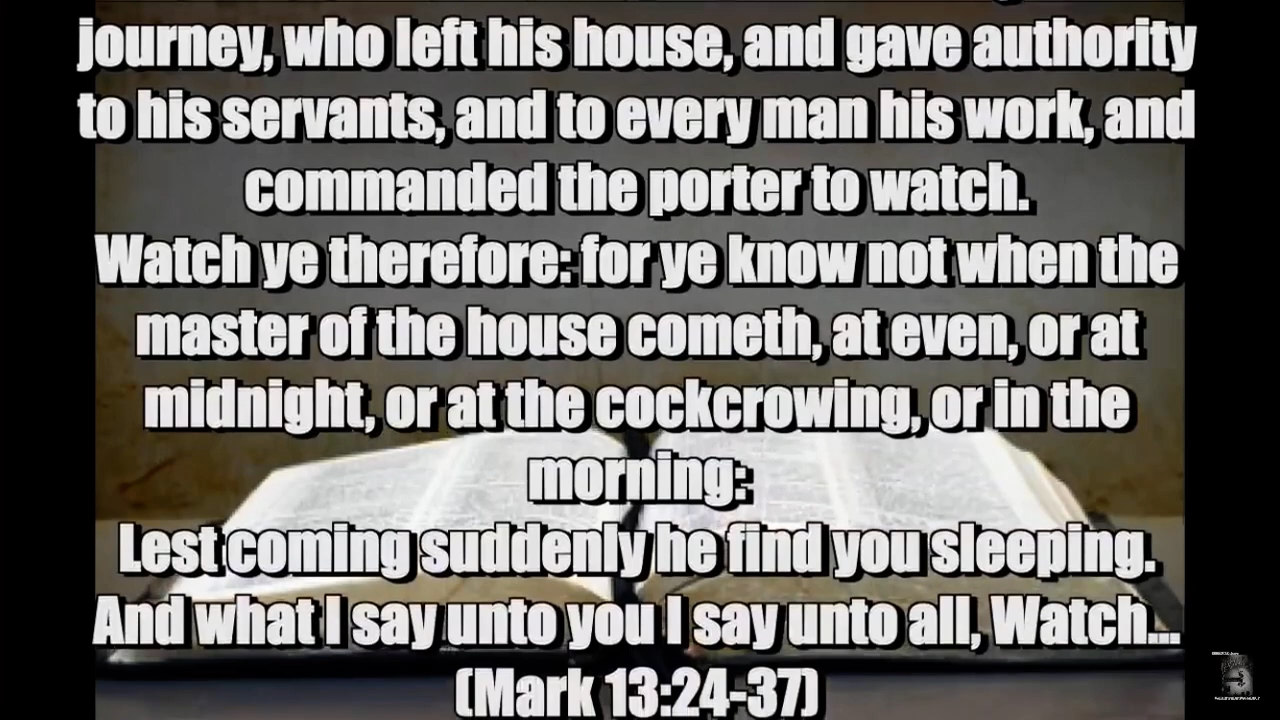 journey, who left his house, and gave authority
to his servants, and to every man his work, and
commanded the porter to watch.
Watch ye therefore: for ye know not when the
master of the house cometh, at even, or at
midnight, or at the cockcrowing, or in the
morning:
Lest coming suddenly he find you sleeping.
And what I say unto you I say unto all, Watch...
(Mark 13:24-37)